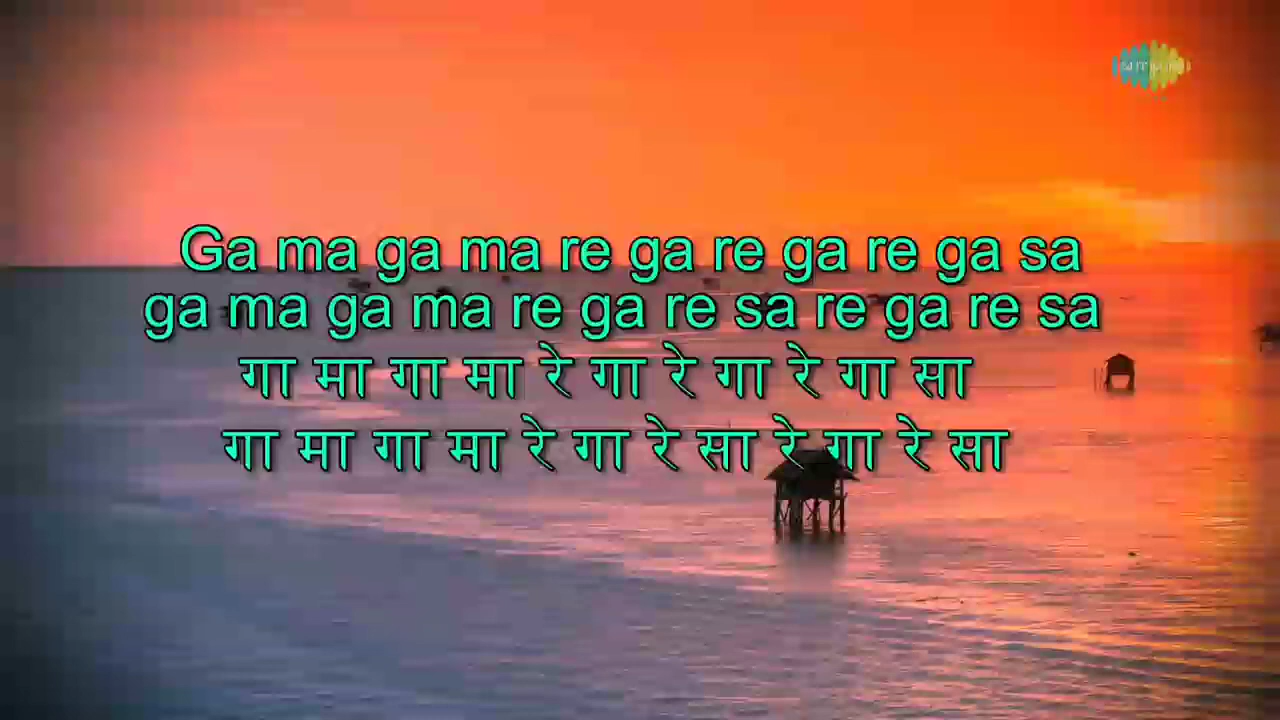 Ga ma ga ma re ga re ga re ga sa
ga ma ga ma re ga re sa re ga re sa
गा मा गा मा रे गा रे गा रे गा सा
गा मा गा मा रे गा रे सा रे गा रे सा